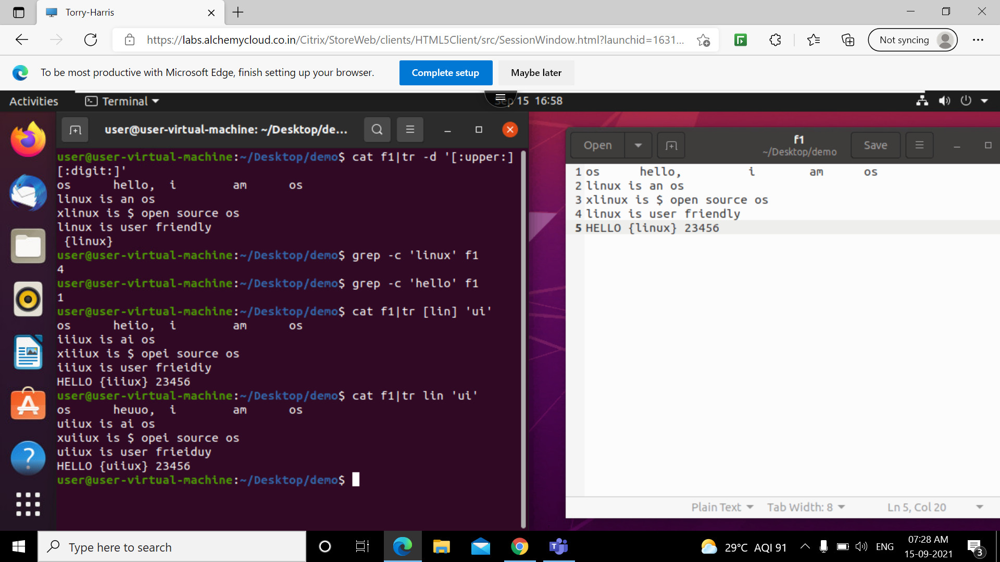 Torry-Harris
https://labs.alchemycloud.co.in/Citrix/StoreWeb/clients/HTML5Client/src/SessionWindow.html?launchid=1631...
Not syncing
To be most productive with Microsoft Edge, finish setting up your browser.
Complete setup
Maybe later
Activities
Terminal
Sep 15 16:58
user@user-virtual-machine: ~/Desktop/de...
user@user-virtual-machine:~/Desktop/demo$ cat f1|tr -d '[:upper:]
[:digit:]'
os hello, i am os
linux is an os
xlinux is $ open source os
linux is user friendly
{linux}
user@user-virtual-machine:~/Desktop/demo$ grep -c 'linux' f1
4
user@user-virtual-machine:~/Desktop/demo$ grep -c 'hello' f1
1
user@user-virtual-machine:~/Desktop/demo$ cat f1|tr [lin] 'ui'
os heiio, i am os
iiiux is ai os
xiiiux is $ opei source os
iiiux is user frieidiy
HELLO {iiiux} 23456
user@user-virtual-machine:~/Desktop/demo$ cat f1|tr lin 'ui'
os heuuo, i am os
uiiux is ai os
xuiiux is $ opei source os
uiiux is user frieiduy
HELLO {uiiux} 23456
user@user-virtual-machine:~/Desktop/demo$
Open
f1
~/Desktop/demo
Save
1 os hello, i am os
2 linux is an os
3 xlinux is $ open source os
4 linux is user friendly
5 HELLO {linux} 23456
Plain Text
Tab Width: 8
Ln 5, Col 20
Type here to search
29°C AQI 91
ENG
07:28 AM
15-09-2021
3